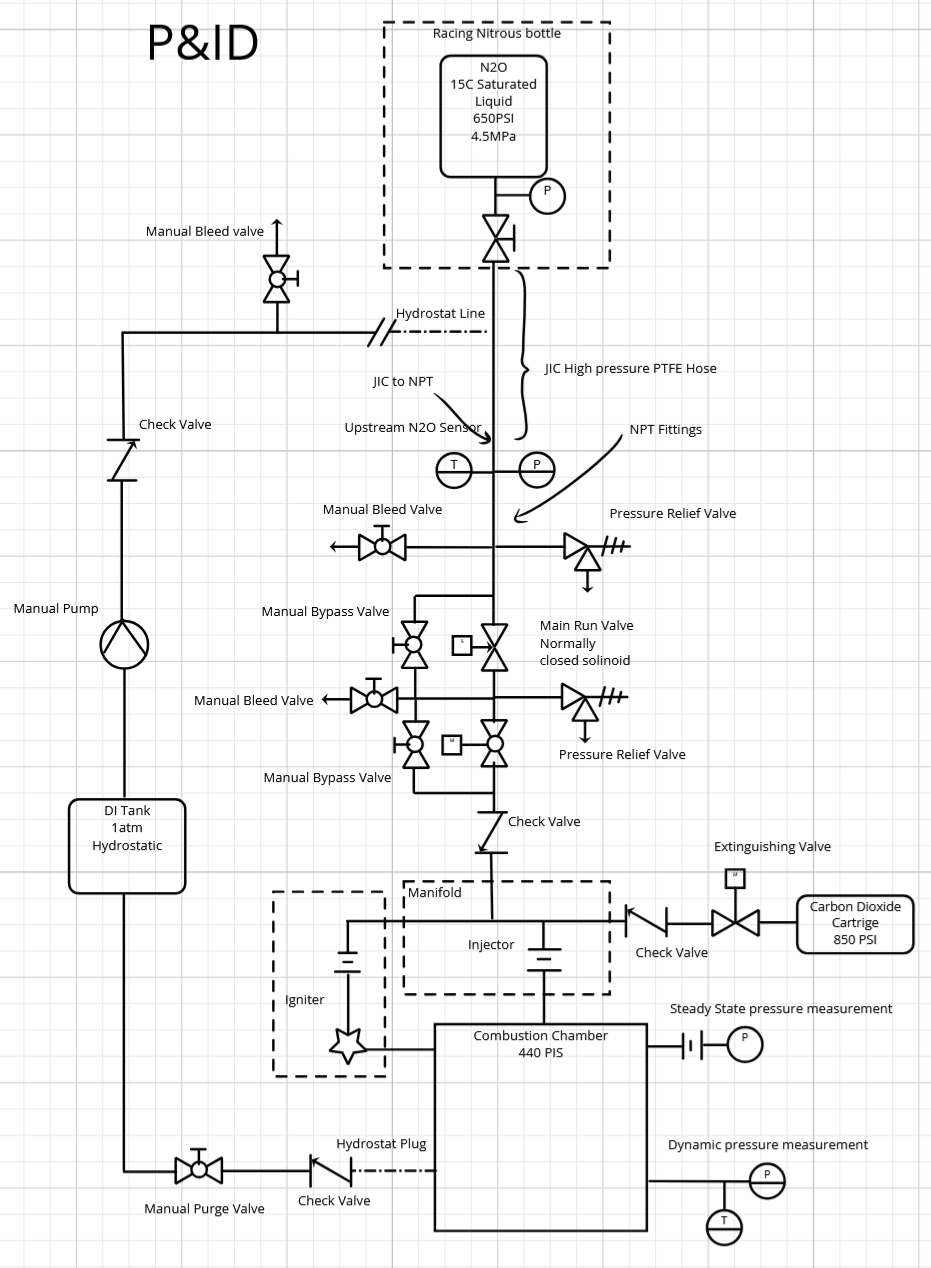 P&ID
Racing Nitrous bottle
N2O
15C Saturated
Liquid
650PSI
4.5MPa
P
Manual Bleed valve
Hydrostat Line
JIC High pressure PTFE Hose
JIC to NPT
Check Valve
Upstream N2O Sensor
NPT Fittings
T
P
Manual Bleed Valve
Pressure Relief Valve
Manual Pump
Manual Bypass Valve
S
Main Run Valve
Normally
closed solinoid
Manual Bleed Valve
M
Pressure Relief Valve
Manual Bypass Valve
DI Tank
1atm
Hydrostatic
Check Valve
Extinguishing Valve
M
Manifold
Carbon Dioxide
Cartrige
850 PSI
Injector
Check Valve
Igniter
Steady State pressure measurement
Combustion Chamber
440 PIS
P
Hydrostat Plug
Dynamic pressure measurement
P
Check Valve
Manual Purge Valve
T